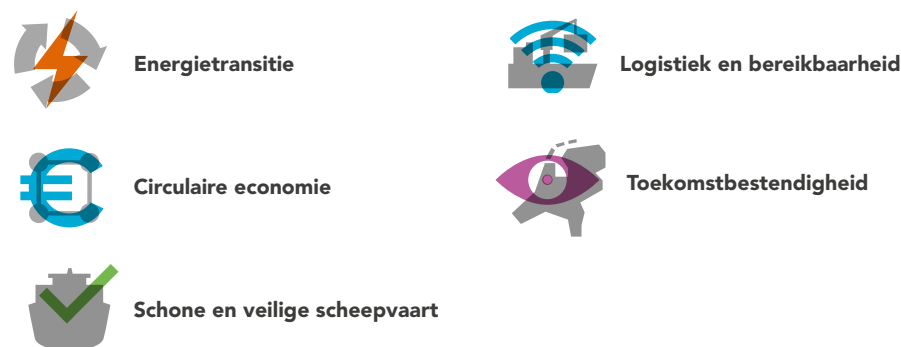 Energietransitie
Logistiek en bereikbaarheid
Circulaire economie
Toekomstbestendigheid
Schone en veilige scheepvaart